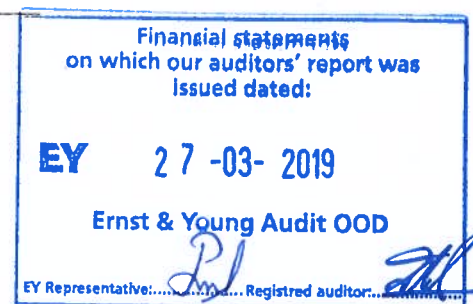 Financial statements
on which our auditors' report was
issued dated:
EY 27 -03- 2019
Ernst & Young Audit OOD
EY Representative:................ Registred auditor:................